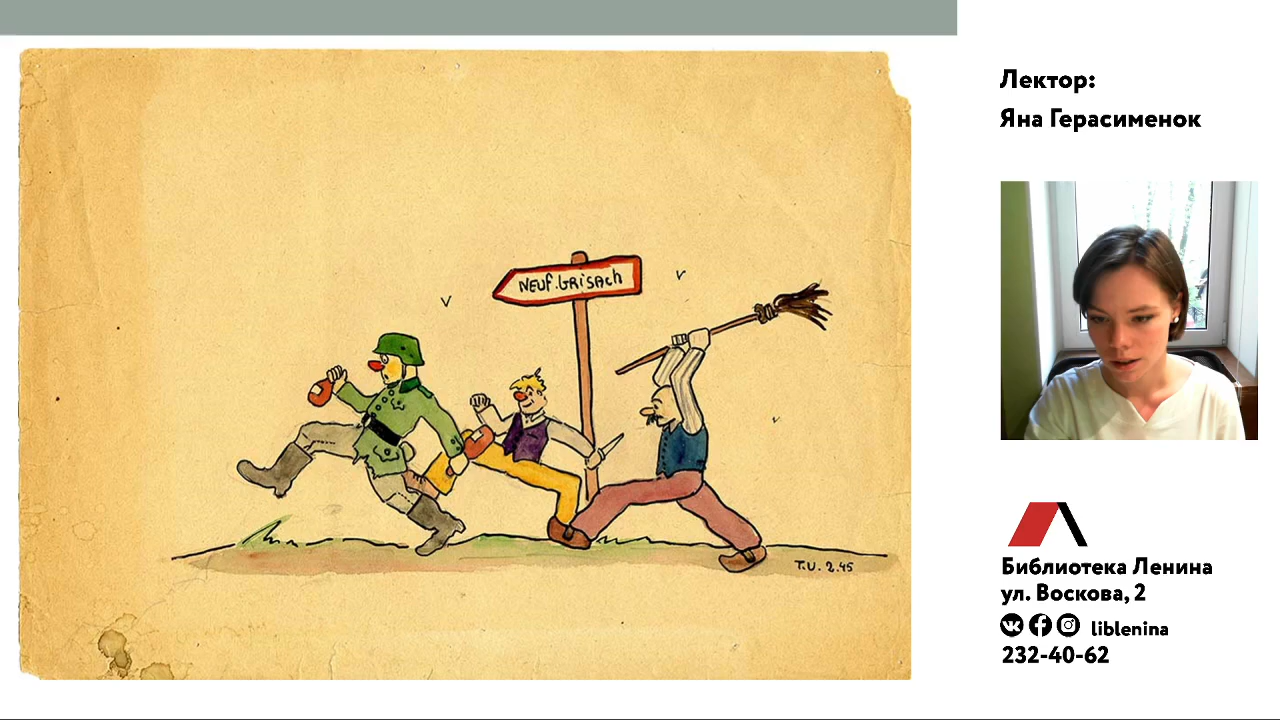 NEUf.bRisAch
T.U. 2.45
Лектор:
Яна Герасименок
Библиотека Ленина
ул. Воскова, 2
liblenina
232-40-62